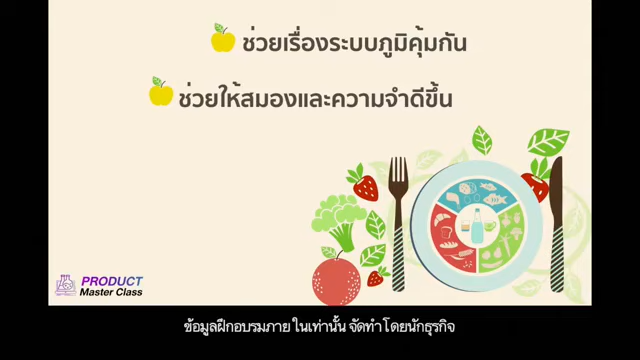 ช่วยเรื่องระบบภูมิคุ้มกัน
ช่วยให้สมองและความจำดีขึ้น
PRODUCT
Master Class
ข้อมูลฝึกอบรมภายในเท่านั้น จัดทำโดยนักธุรกิจ